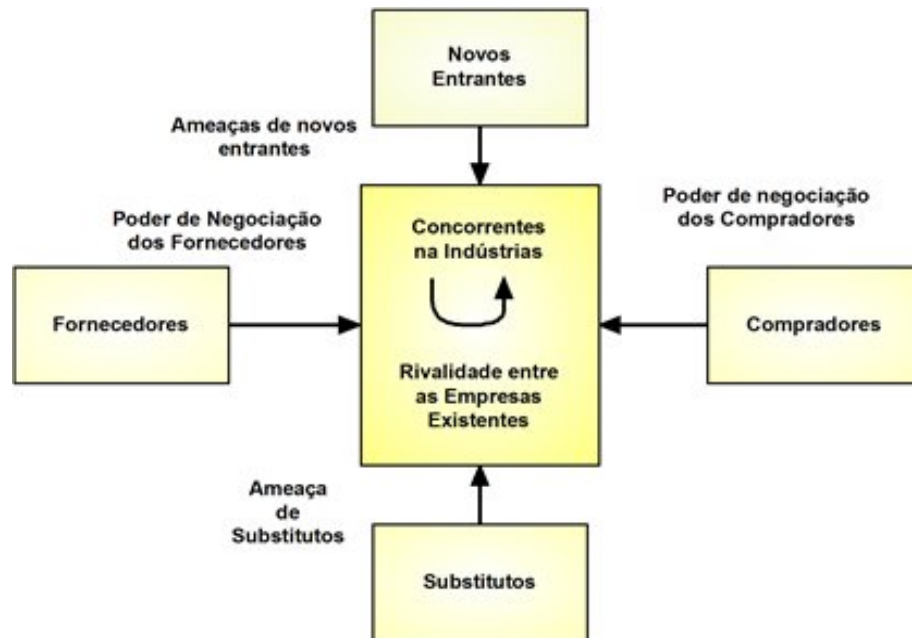 Novos
Entrantes
Ameaças de novos
entrantes
Poder de Negociação
dos Fornecedores
Concorrentes
na Indústrias
Poder de negociação
dos Compradores
Fornecedores
Compradores
Rivalidade entre
as Empresas
Existentes
Ameaça
de
Substitutos
Substitutos